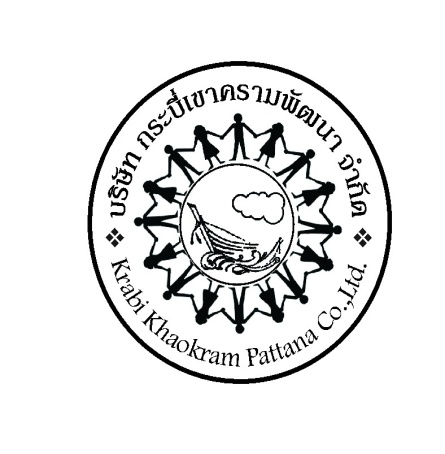 บริษัท กระบี่เขาครามพัฒนา จำกัด
Krabi Khaokram Pattana Co.,Ltd.